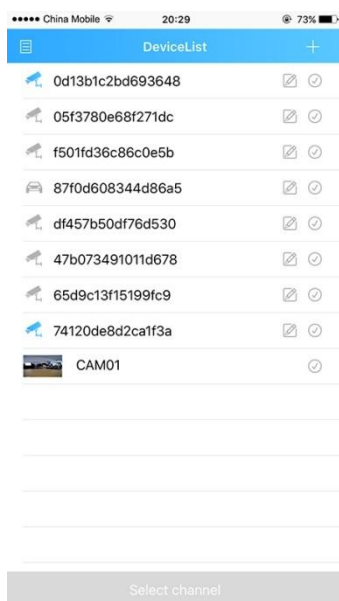 China Mobile 20:29 73%
DeviceList
0d13b1c2bd693648
05f3780e68f271dc
f501fd36c86c0e5b
87f0d608344d86a5
df457b50df76d530
47b073491011d678
65d9c13f15199fc9
74120de8d2ca1f3a
CAM01
Select channel